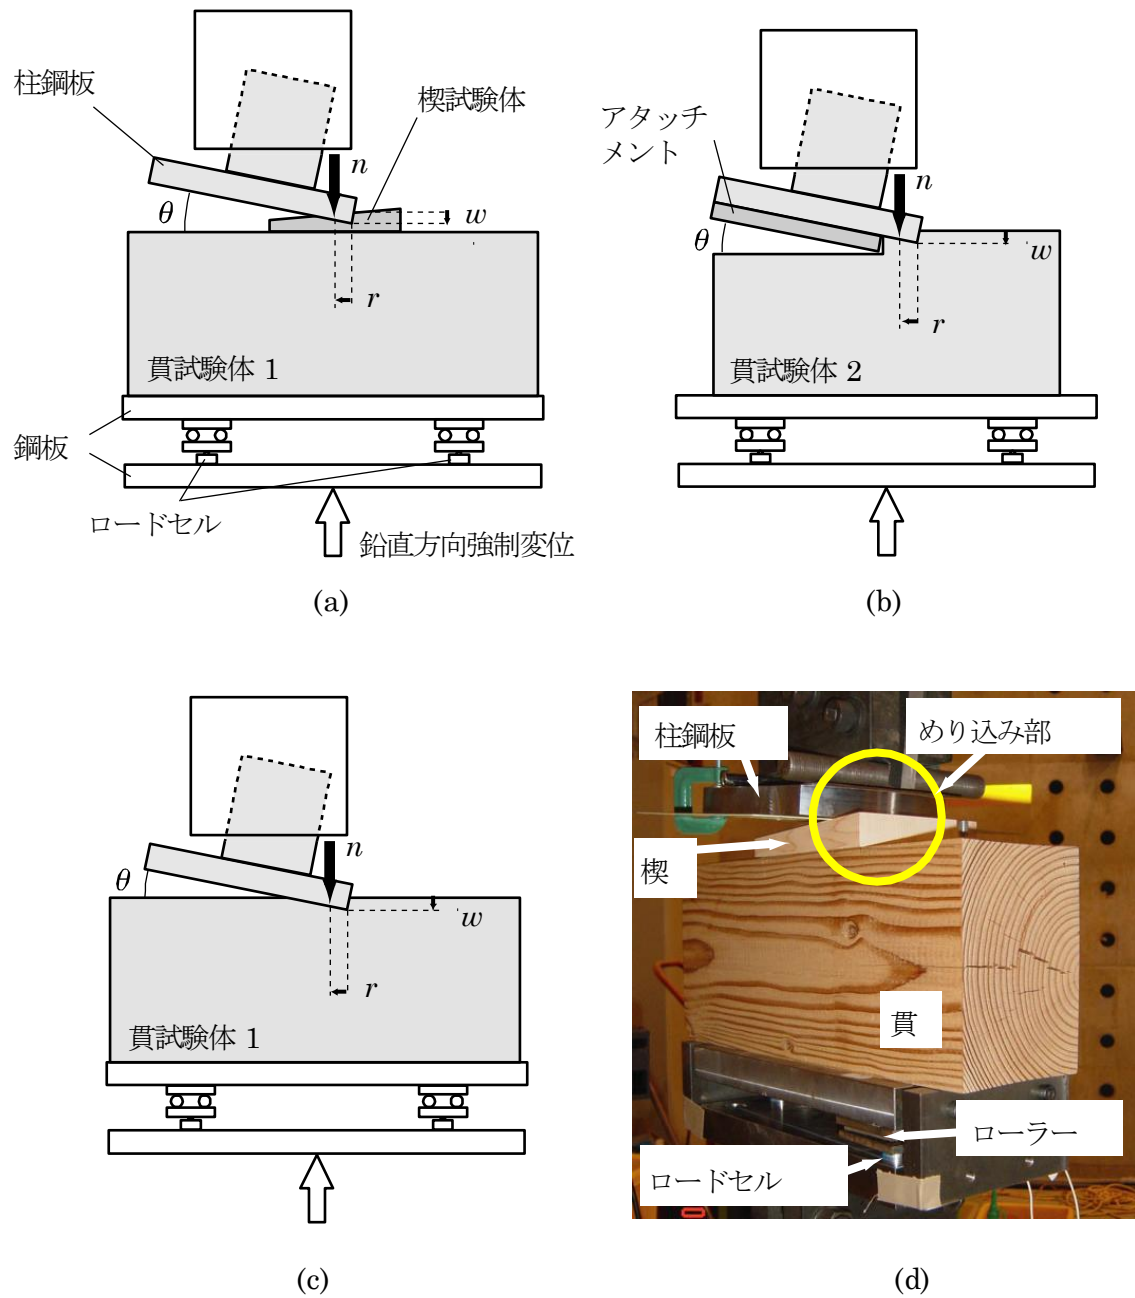 柱鋼板
楔試験体
n
θ
w
r
貫試験体 1
鋼板
ロードセル
鉛直方向強制変位
(a)
アタッチ
メント
n
θ
w
r
貫試験体 2
(b)
n
θ
w
r
貫試験体 1
(c)
柱鋼板
めり込み部
楔
貫
ローラー
ロードセル
(d)